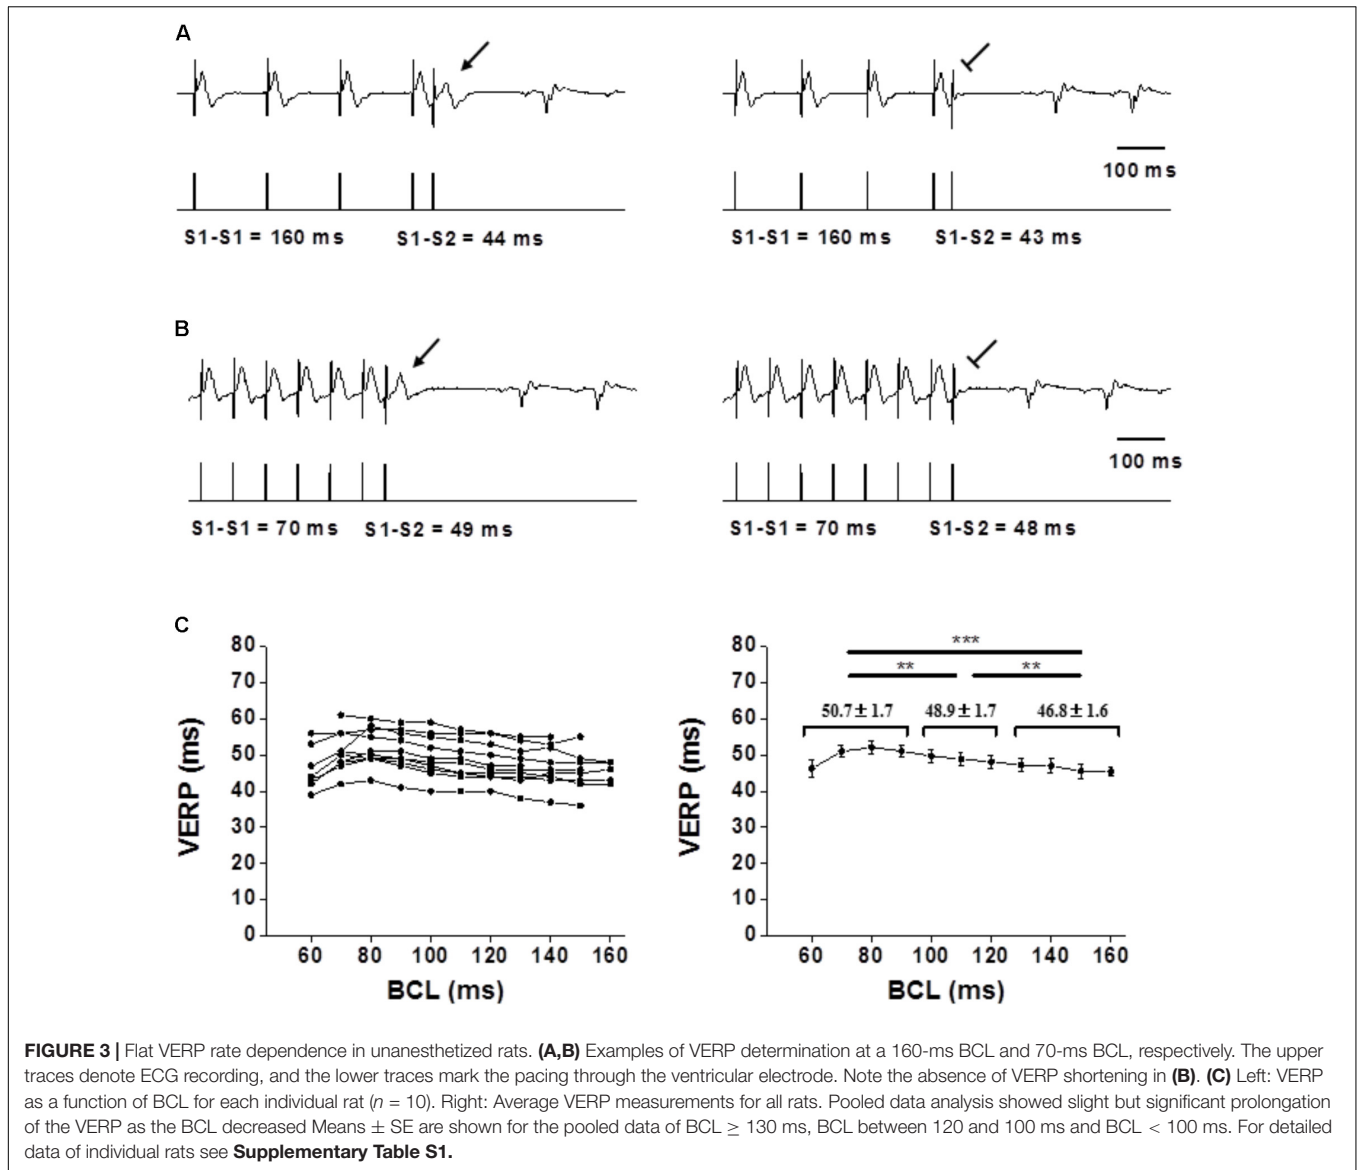 A
100 ms
S1-S1 = 160 ms
S1-S2 = 44 ms
S1-S1 = 160 ms
S1-S2 = 43 ms
B
100 ms
S1-S1 = 70 ms
S1-S2 = 49 ms
S1-S1 = 70 ms
S1-S2 = 48 ms
C
80
70
60
50
40
30
20
10
0
VERP (ms)
60 80 100 120 140 160
BCL (ms)
80
70
60
50
40
30
20
10
0
VERP (ms)
***
** **
50.7 ± 1.7 48.9 ± 1.7 46.8 ± 1.6
60 80 100 120 140 160
BCL (ms)
FIGURE 3 | Flat VERP rate dependence in unanesthetized rats. (A,B) Examples of VERP determination at a 160-ms BCL and 70-ms BCL, respectively. The upper
traces denote ECG recording, and the lower traces mark the pacing through the ventricular electrode. Note the absence of VERP shortening in (B). (C) Left: VERP
as a function of BCL for each individual rat (n = 10). Right: Average VERP measurements for all rats. Pooled data analysis showed slight but significant prolongation
of the VERP as the BCL decreased Means ± SE are shown for the pooled data of BCL ≥ 130 ms, BCL between 120 and 100 ms and BCL < 100 ms. For detailed
data of individual rats see Supplementary Table S1.